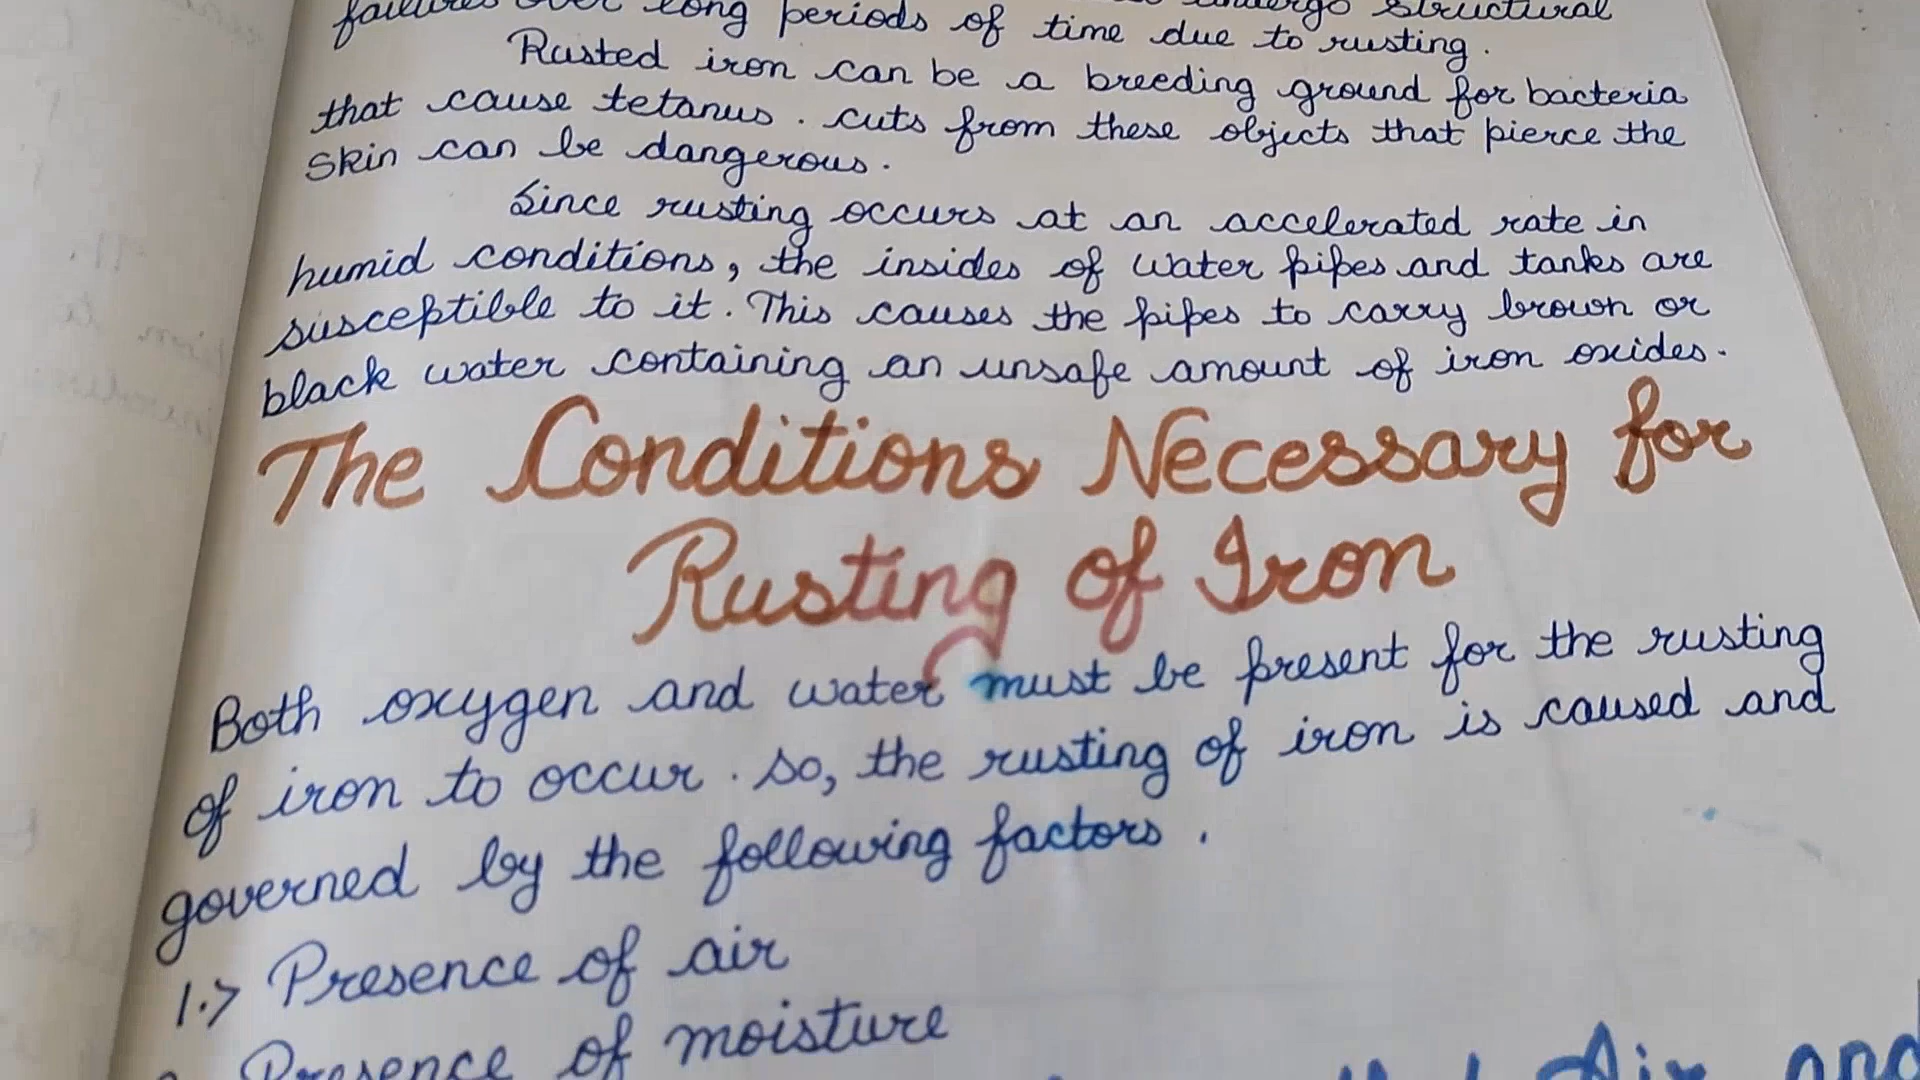 failures over long periods of time due to rusting.
undergo structural
Rusted iron can be a breeding ground for bacteria
that cause tetanus. cuts from these objects that pierce the
skin can be dangerous.
Since rusting occurs at an accelerated rate in
humid conditions, the insides of water pipes and tanks are
susceptible to it. This causes the pipes to carry brown or
black water containing an unsafe amount of iron oxides.
The Conditions Necessary for
Rusting of Iron
Both oxygen and water must be present for the rusting
of iron to occur. So, the rusting of iron is caused and
governed by the following factors.
1.> Presence of air
Presence of moisture
Air and